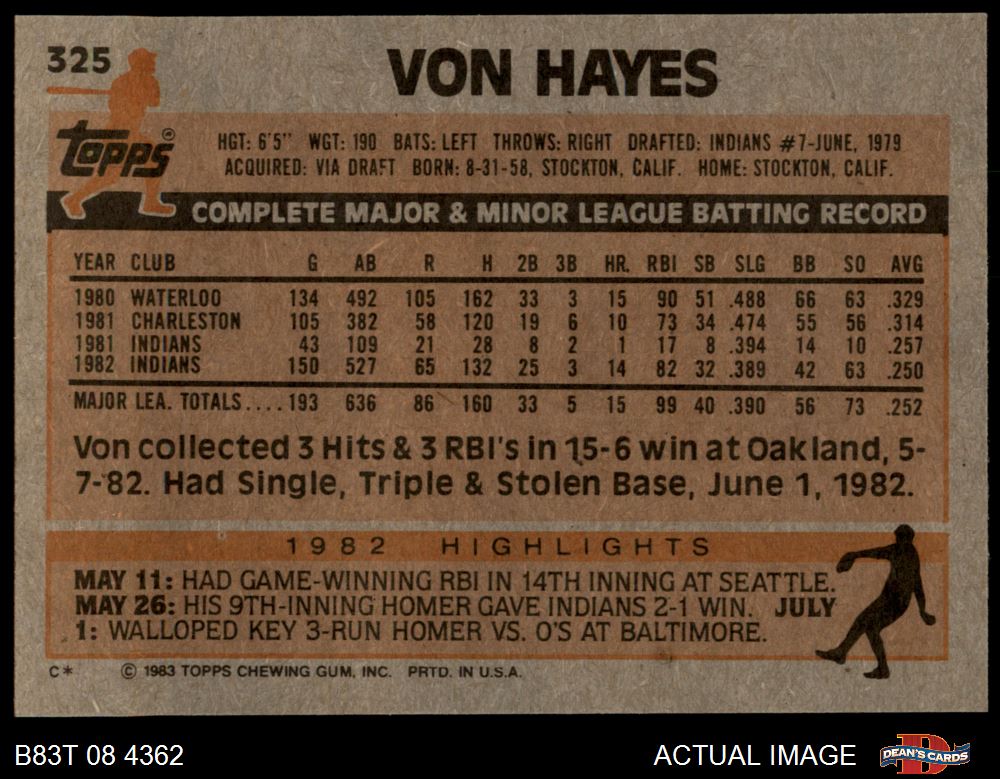 325
VON HAYES
topps ®
HGT: 6'5" WGT: 190 BATS: LEFT THROWS: RIGHT DRAFTED: INDIANS #7-JUNE, 1979
ACQUIRED: VIA DRAFT BORN: 8-31-58, STOCKTON, CALIF. HOME: STOCKTON, CALIF.
COMPLETE MAJOR & MINOR LEAGUE BATTING RECORD
YEAR CLUB G AB R H 2B 3B HR. RBI SB SLG BB SO AVG
1980 WATERLOO 134 492 105 162 33 3 15 90 51 .488 66 63 .329
1981 CHARLESTON 105 382 58 120 19 6 10 73 34 .474 55 56 .314
1981 INDIANS 43 109 21 28 8 2 1 17 8 .394 14 10 .257
1982 INDIANS 150 527 65 132 25 3 14 82 32 .389 42 63 .250
MAJOR LEA. TOTALS.... 193 636 86 160 33 5 15 99 40 .390 56 73 .252
Von collected 3 Hits & 3 RBI's in 15-6 win at Oakland, 5-
7-82. Had Single, Triple & Stolen Base, June 1, 1982.
1982 HIGHLIGHTS
MAY 11: HAD GAME-WINNING RBI IN 14TH INNING AT SEATTLE.
MAY 26: HIS 9TH-INNING HOMER GAVE INDIANS 2-1 WIN. JULY
1: WALLOPED KEY 3-RUN HOMER VS. O'S AT BALTIMORE.
C* © 1983 TOPPS CHEWING GUM, INC. PRTD. IN U.S.A.
B83T 08 4362 ACTUAL IMAGE DEAN'S CARDS